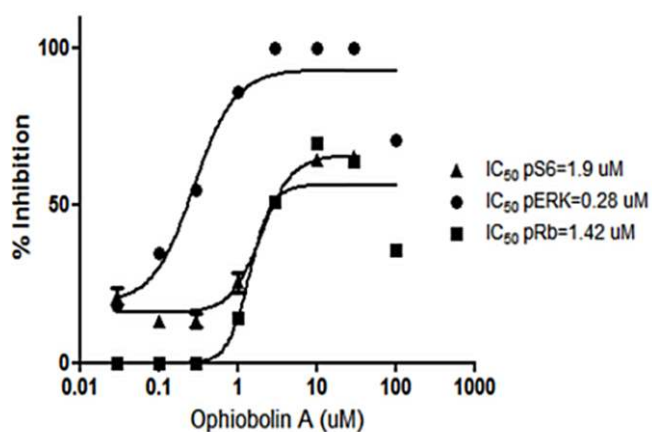 100
50
0
% Inhibition
0.01 0.1 1 10 100 1000
Ophiobolin A (uM)
IC50 pS6=1.9 uM
IC50 pERK=0.28 uM
IC50 pRb=1.42 uM